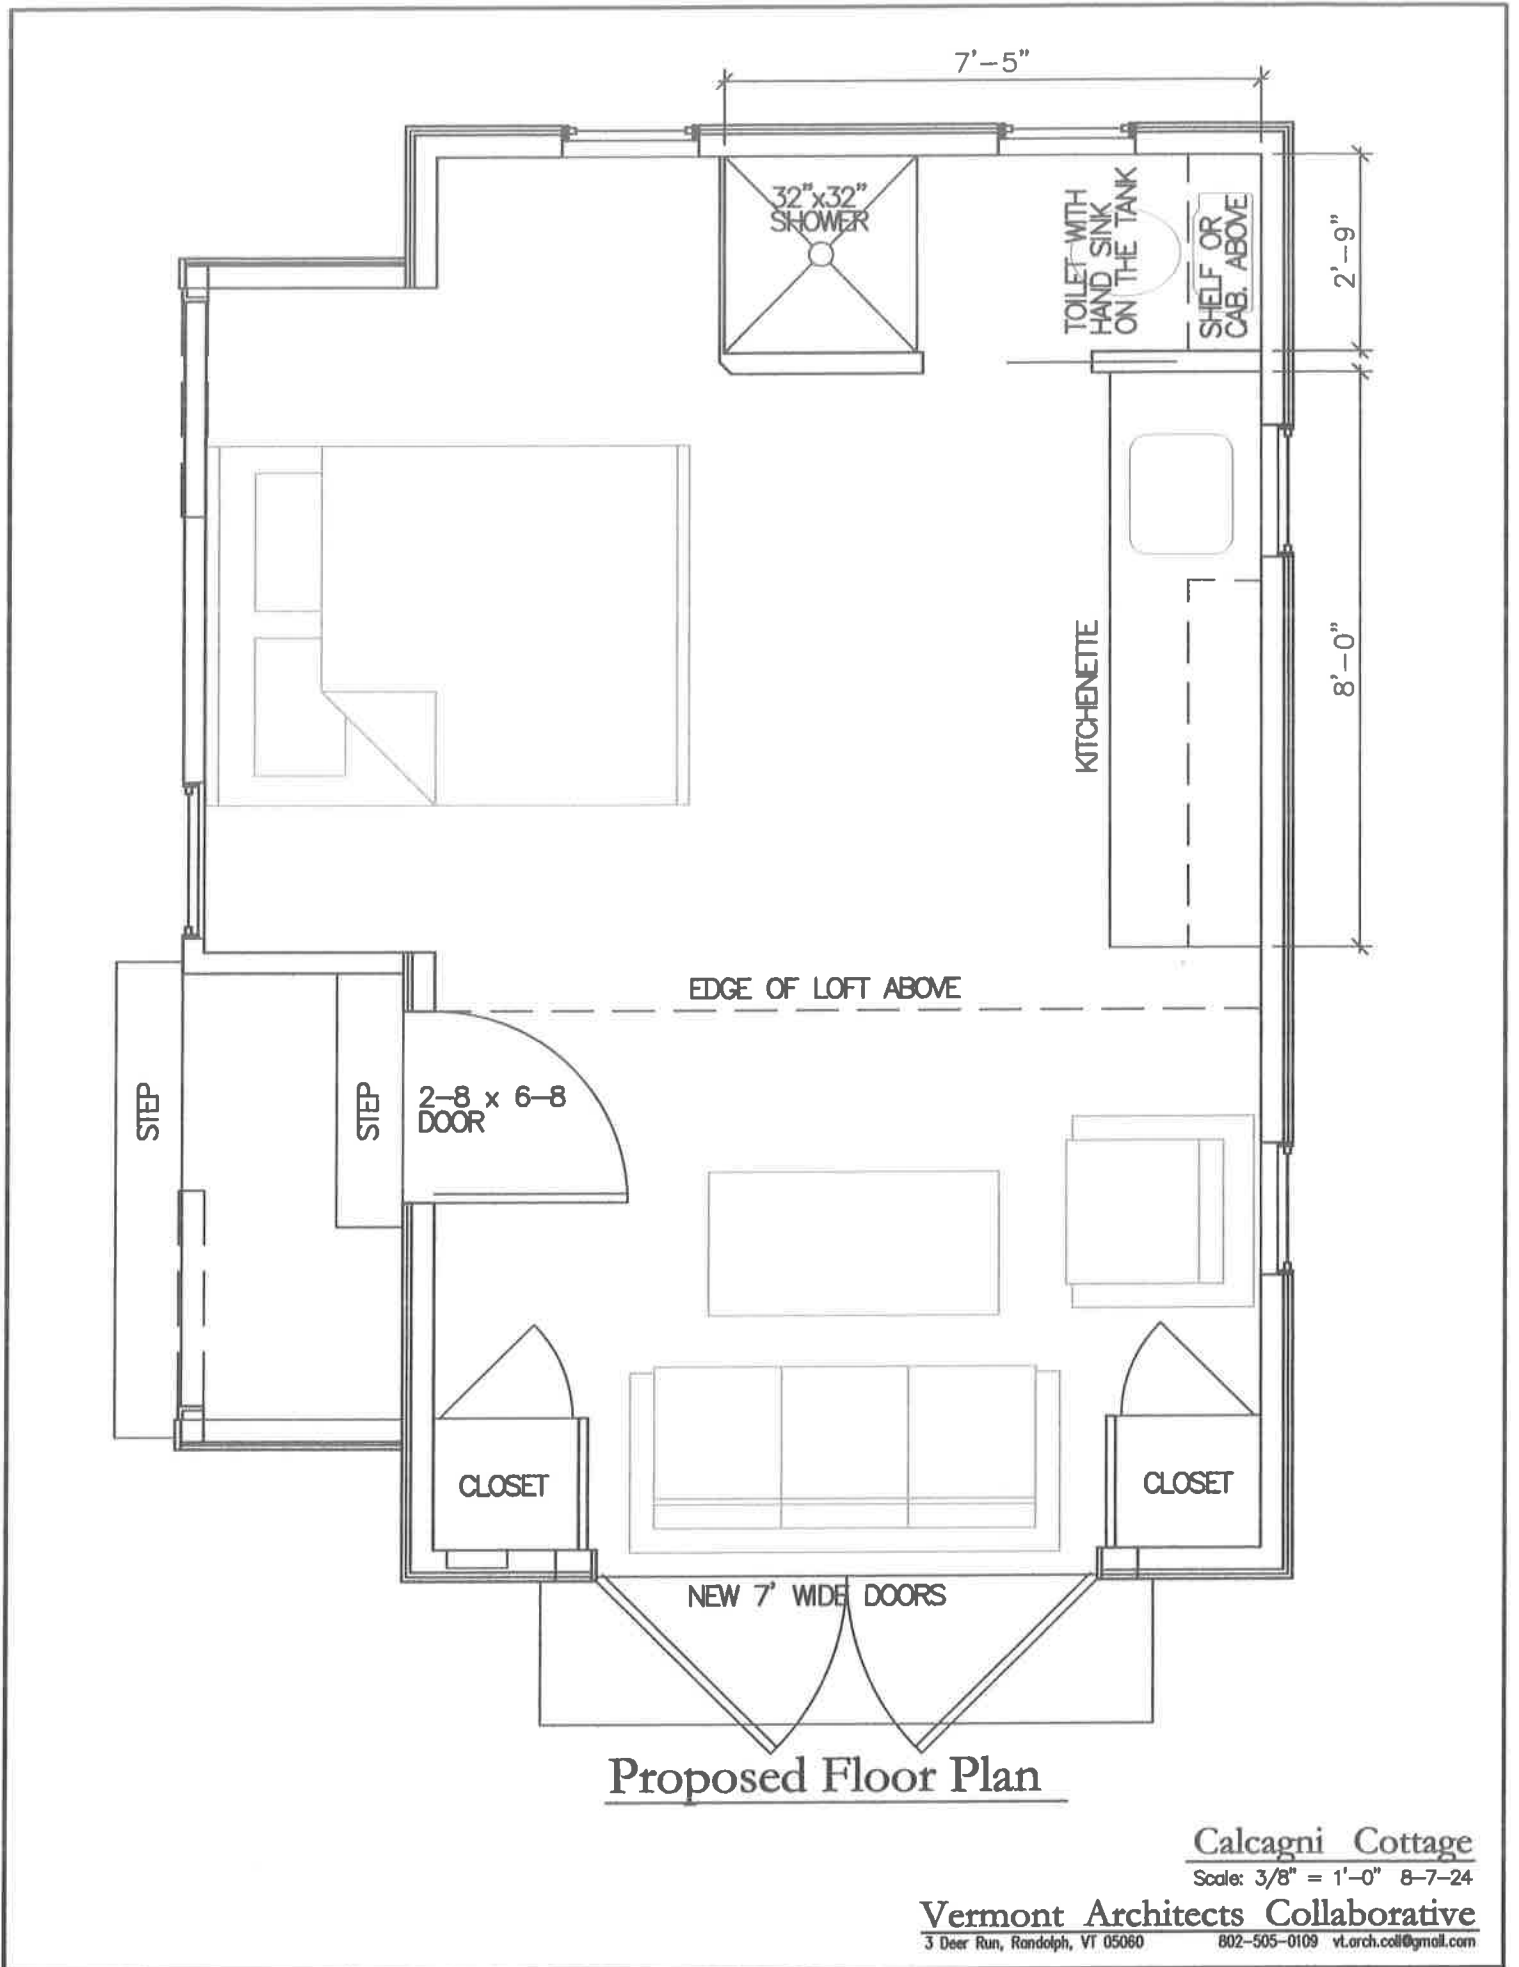 7'-5"
32"x32"
SHOWER
TOILET WITH
HAND SINK
ON THE TANK
SHELF OR
CAB. ABOVE
2'-9"
KITCHENETTE
8'-0"
EDGE OF LOFT ABOVE
STEP
STEP
2-8 x 6-8
DOOR
CLOSET
CLOSET
NEW 7' WIDE DOORS
Proposed Floor Plan
Calcagni Cottage
Scale: 3/8" = 1'-0" 8-7-24
Vermont Architects Collaborative
3 Deer Run, Randolph, VT 05060 802-505-0109 vt.arch.coll@gmail.com